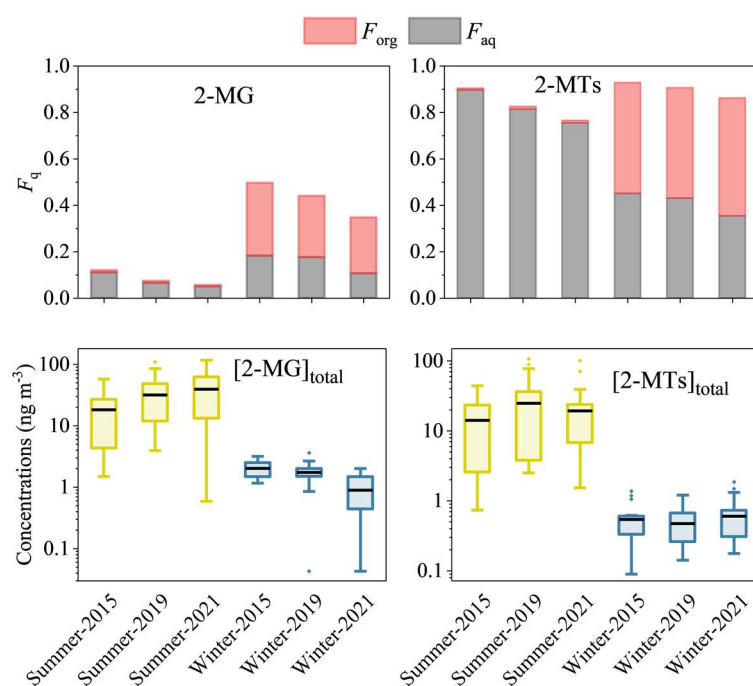 F_org F_aq
1.0
0.8
0.6
0.4
0.2
0.0
F_q
2-MG
1.0
0.8
0.6
0.4
0.2
0.0
2-MTs
100
10
1
0.1
Concentrations (ng m⁻³)
[2-MG]_total
100
10
1
0.1
[2-MTs]_total
Summer-2015
Summer-2019
Summer-2021
Winter-2015
Winter-2019
Winter-2021
Summer-2015
Summer-2019
Summer-2021
Winter-2015
Winter-2019
Winter-2021